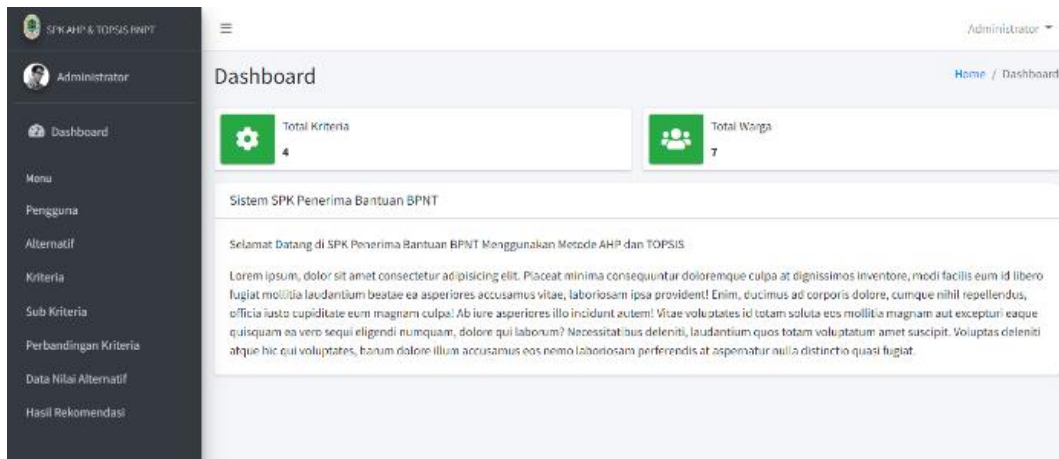 SPK AHP & TOPSIS BNPT
Administrator
Dashboard
Menu
Pengguna
Alternatif
Kriteria
Sub Kriteria
Perbandingan Kriteria
Data Nilai Alternatif
Hasil Rekomendasi
Administrator
Dashboard
Home / Dashboard
Total Kriteria
4
Total Warga
7
Sistem SPK Penerima Bantuan BPNT
Selamat Datang di SPK Penerima Bantuan BPNT Menggunakan Metode AHP dan TOPSIS
Lorem ipsum, dolor sit amet consectetur adipisicing elit. Placeat minima consequuntur doloremque culpa at dignissimos inventore, modi facilis eum id libero
fugiat mollitia laudantium beatae ea asperiores accusamus vitae, laboriosam ipsa provident! Enim, ducimus ad corporis dolore, cumque nihil repellendus,
officia iusto cupiditate eum magnam culpa! Ab iure asperiores illo incidunt autem! Vitae voluptates id totam soluta eos mollitia magnam aut excepturi eaque
quisquam ea vero sequi eligendi numquam, dolore qui laborum? Necessitatibus deleniti, laudantium quos totam voluptatum amet suscipit. Voluptas deleniti
atque hic qui voluptates, harum dolore illum accusamus eos nemo laboriosam perferendis at aspernatur nulla distinctio quasi fugiat.